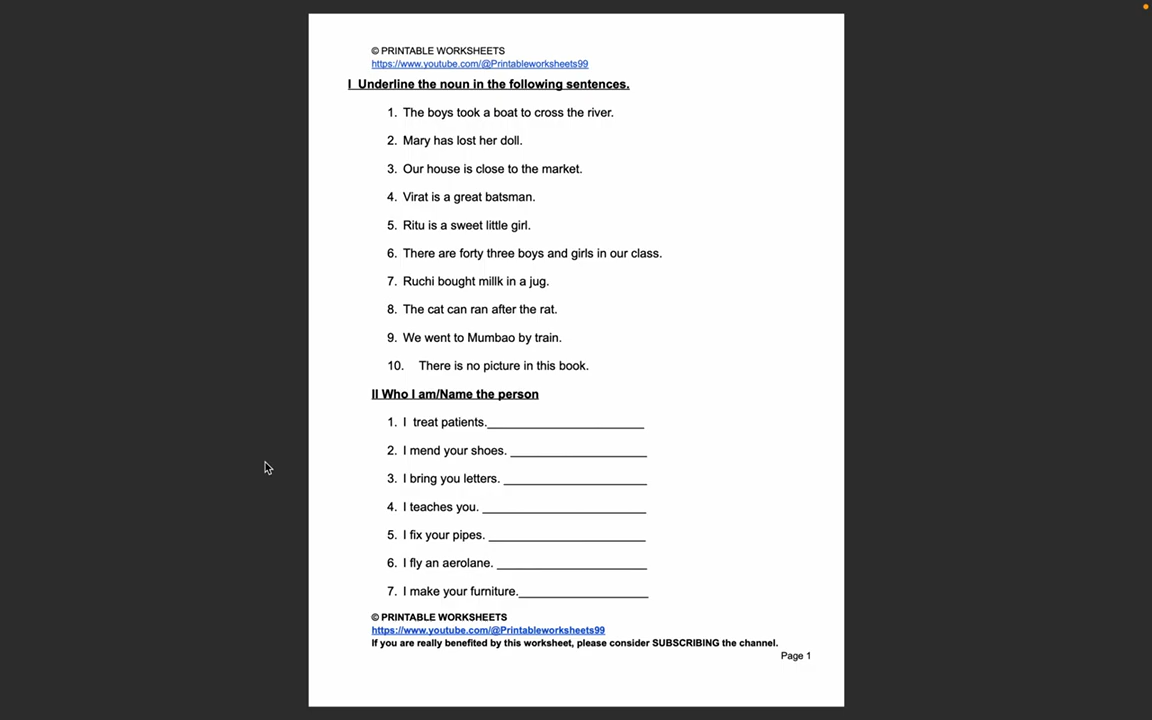 © PRINTABLE WORKSHEETS
https://www.youtube.com/@Printableworksheets99
I Underline the noun in the following sentences.
1. The boys took a boat to cross the river.
2. Mary has lost her doll.
3. Our house is close to the market.
4. Virat is a great batsman.
5. Ritu is a sweet little girl.
6. There are forty three boys and girls in our class.
7. Ruchi bought millk in a jug.
8. The cat can ran after the rat.
9. We went to Mumbao by train.
10. There is no picture in this book.
II Who I am/Name the person
1. I treat patients.____________________
2. I mend your shoes. ____________________
3. I bring you letters. ____________________
4. I teaches you. ____________________
5. I fix your pipes. ____________________
6. I fly an aerolane. ____________________
7. I make your furniture.____________________
© PRINTABLE WORKSHEETS
https://www.youtube.com/@Printableworksheets99
If you are really benefited by this worksheet, please consider SUBSCRIBING the channel.
Page 1